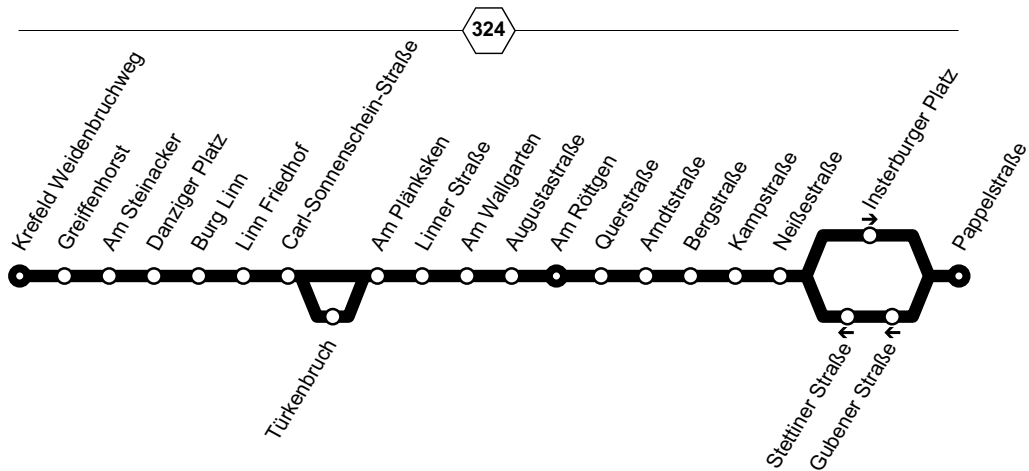 324
Krefeld Weidenbruchweg
Greiffenhorst
Am Steinacker
Danziger Platz
Burg Linn
Linn Friedhof
Carl-Sonnenschein-Straße
Türkenbruch
Am Plänksken
Linner Straße
Am Wallgarten
Augustastraße
Am Röttgen
Querstraße
Arndtstraße
Bergstraße
Kampstraße
Neißestraße
Insterburger Platz
Stettiner Straße
Gubener Straße
Pappelstraße